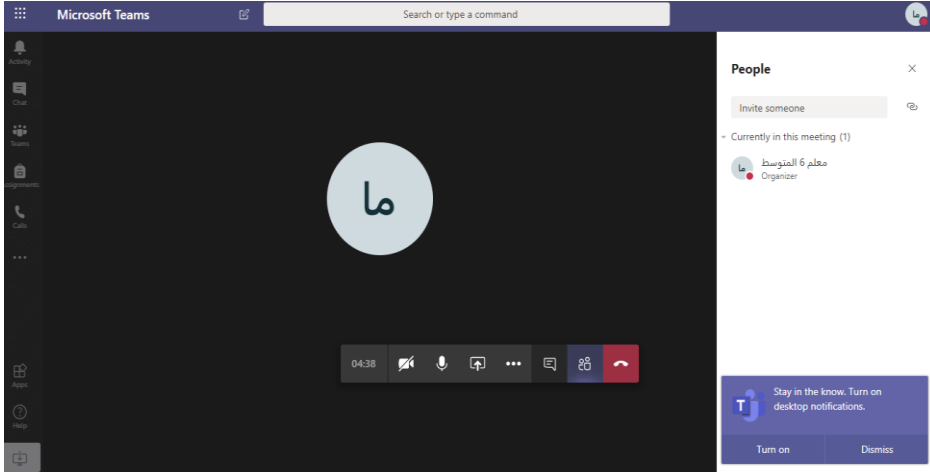 Microsoft Teams
Search or type a command
ما
Activity
Chat
Teams
Assignments
Calls
Apps
Help
ما
04:38
People
Invite someone
Currently in this meeting (1)
ما
معلم 6 المتوسط
Organizer
Stay in the know. Turn on
desktop notifications.
Turn on
Dismiss